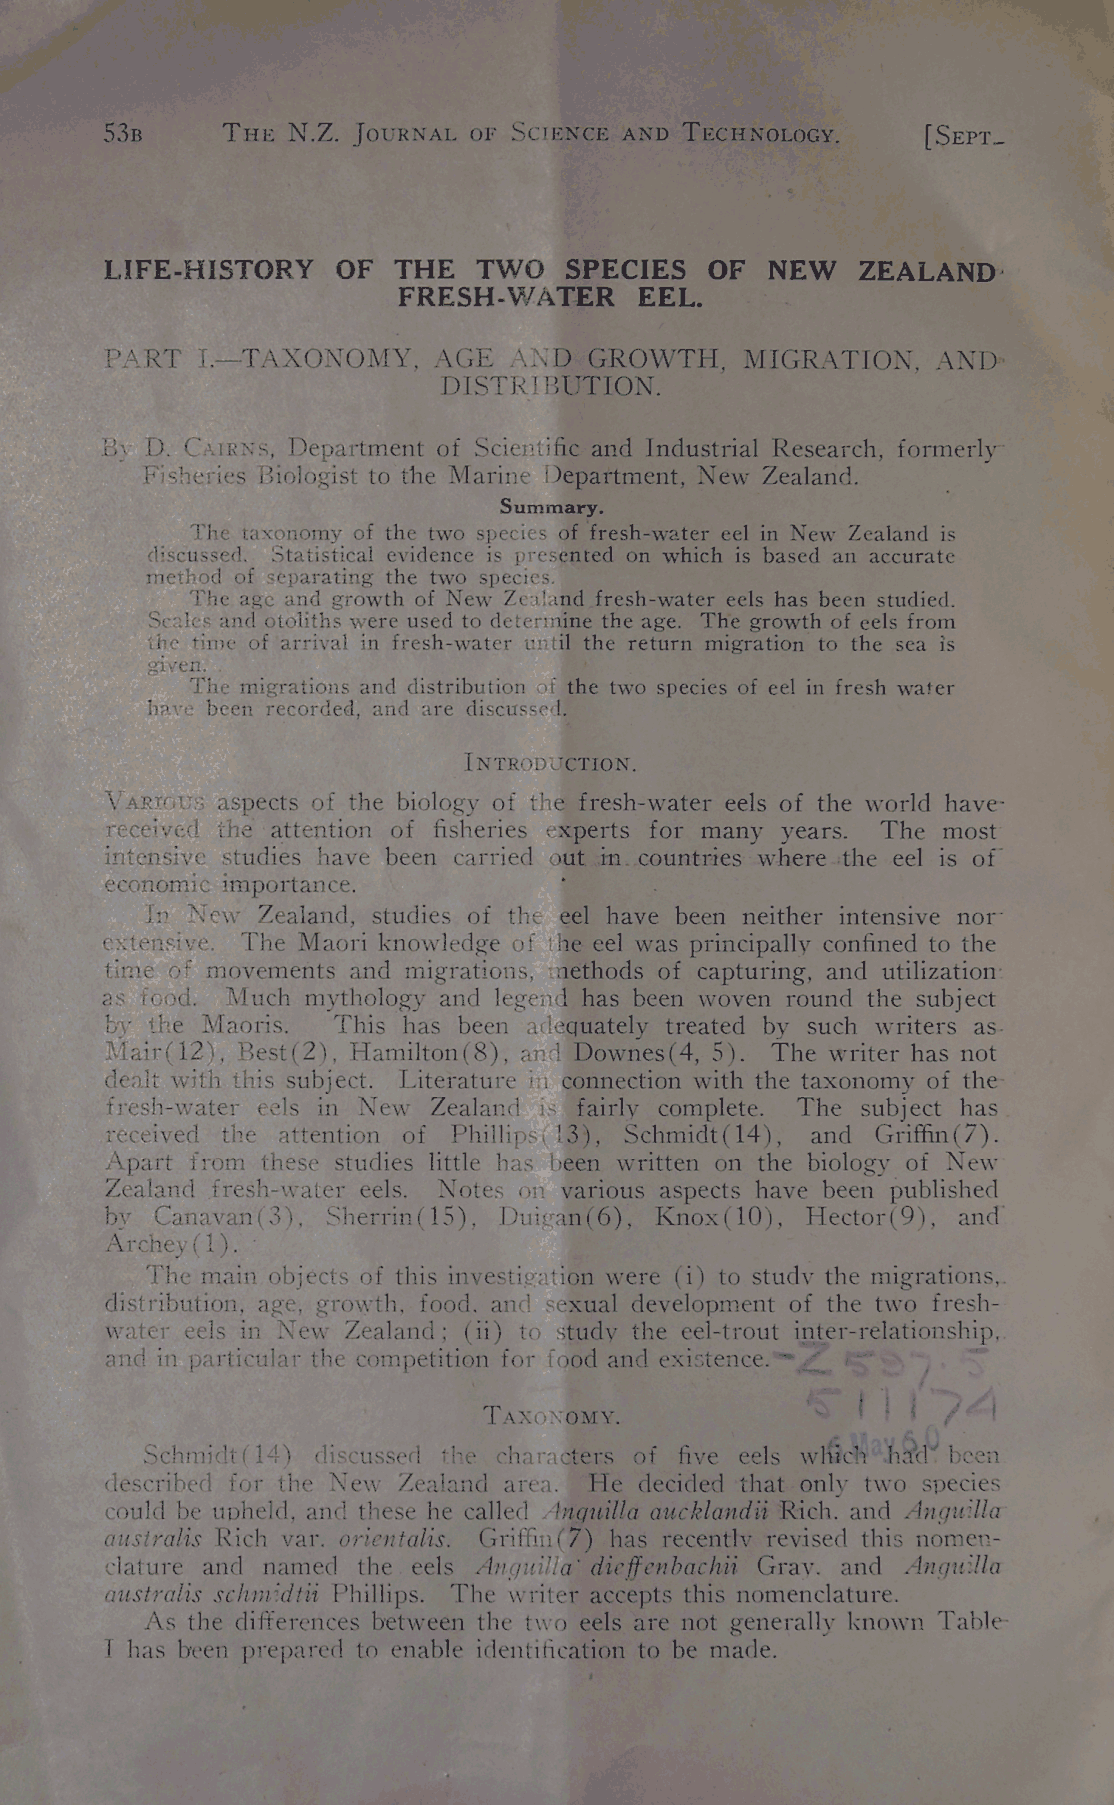 53B THE N.Z. JOURNAL OF SCIENCE AND TECHNOLOGY. [SEPT.
LIFE-HISTORY OF THE TWO SPECIES OF NEW ZEALAND
FRESH-WATER EEL.
PART I.—TAXONOMY, AGE AND GROWTH, MIGRATION, AND
DISTRIBUTION.
By D. CAIRNS, Department of Scientific and Industrial Research, formerly
Fisheries Biologist to the Marine Department, New Zealand.
Summary.
The taxonomy of the two species of fresh-water eel in New Zealand is
discussed. Statistical evidence is presented on which is based an accurate
method of separating the two species.
The age and growth of New Zealand fresh-water eels has been studied.
Scales and otoliths were used to determine the age. The growth of eels from
the time of arrival in fresh-water until the return migration to the sea is
given.
The migrations and distribution of the two species of eel in fresh water
have been recorded, and are discussed.
INTRODUCTION.
VARIOUS aspects of the biology of the fresh-water eels of the world have
received the attention of fisheries experts for many years. The most
intensive studies have been carried out in countries where the eel is of
economic importance.
In New Zealand, studies of the eel have been neither intensive nor
extensive. The Maori knowledge of the eel was principally confined to the
time of movements and migrations, methods of capturing, and utilization
as food. Much mythology and legend has been woven round the subject
by the Maoris. This has been adequately treated by such writers as
Mair(12), Best(2), Hamilton(8), and Downes(4, 5). The writer has not
dealt with this subject. Literature in connection with the taxonomy of the
fresh-water eels in New Zealand is fairly complete. The subject has
received the attention of Phillips(13), Schmidt(14), and Griffin(7).
Apart from these studies little has been written on the biology of New
Zealand fresh-water eels. Notes on various aspects have been published
by Canavan(3), Sherrin(15), Duigan(6), Knox(10), Hector(9), and
Archey(1).
The main objects of this investigation were (i) to study the migrations,
distribution, age, growth, food, and sexual development of the two fresh-
water eels in New Zealand; (ii) to study the eel-trout inter-relationship,
and in particular the competition for food and existence. Z 597.5
511174
TAXONOMY.
6 May 60
Schmidt(14) discussed the characters of five eels which had been
described for the New Zealand area. He decided that only two species
could be upheld, and these he called Anguilla aucklandii Rich. and Anguilla
australis Rich var. orientalis. Griffin(7) has recently revised this nomen-
clature and named the eels Anguilla dieffenbachii Gray. and Anguilla
australis schmidtii Phillips. The writer accepts this nomenclature.
As the differences between the two eels are not generally known Table
I has been prepared to enable identification to be made.